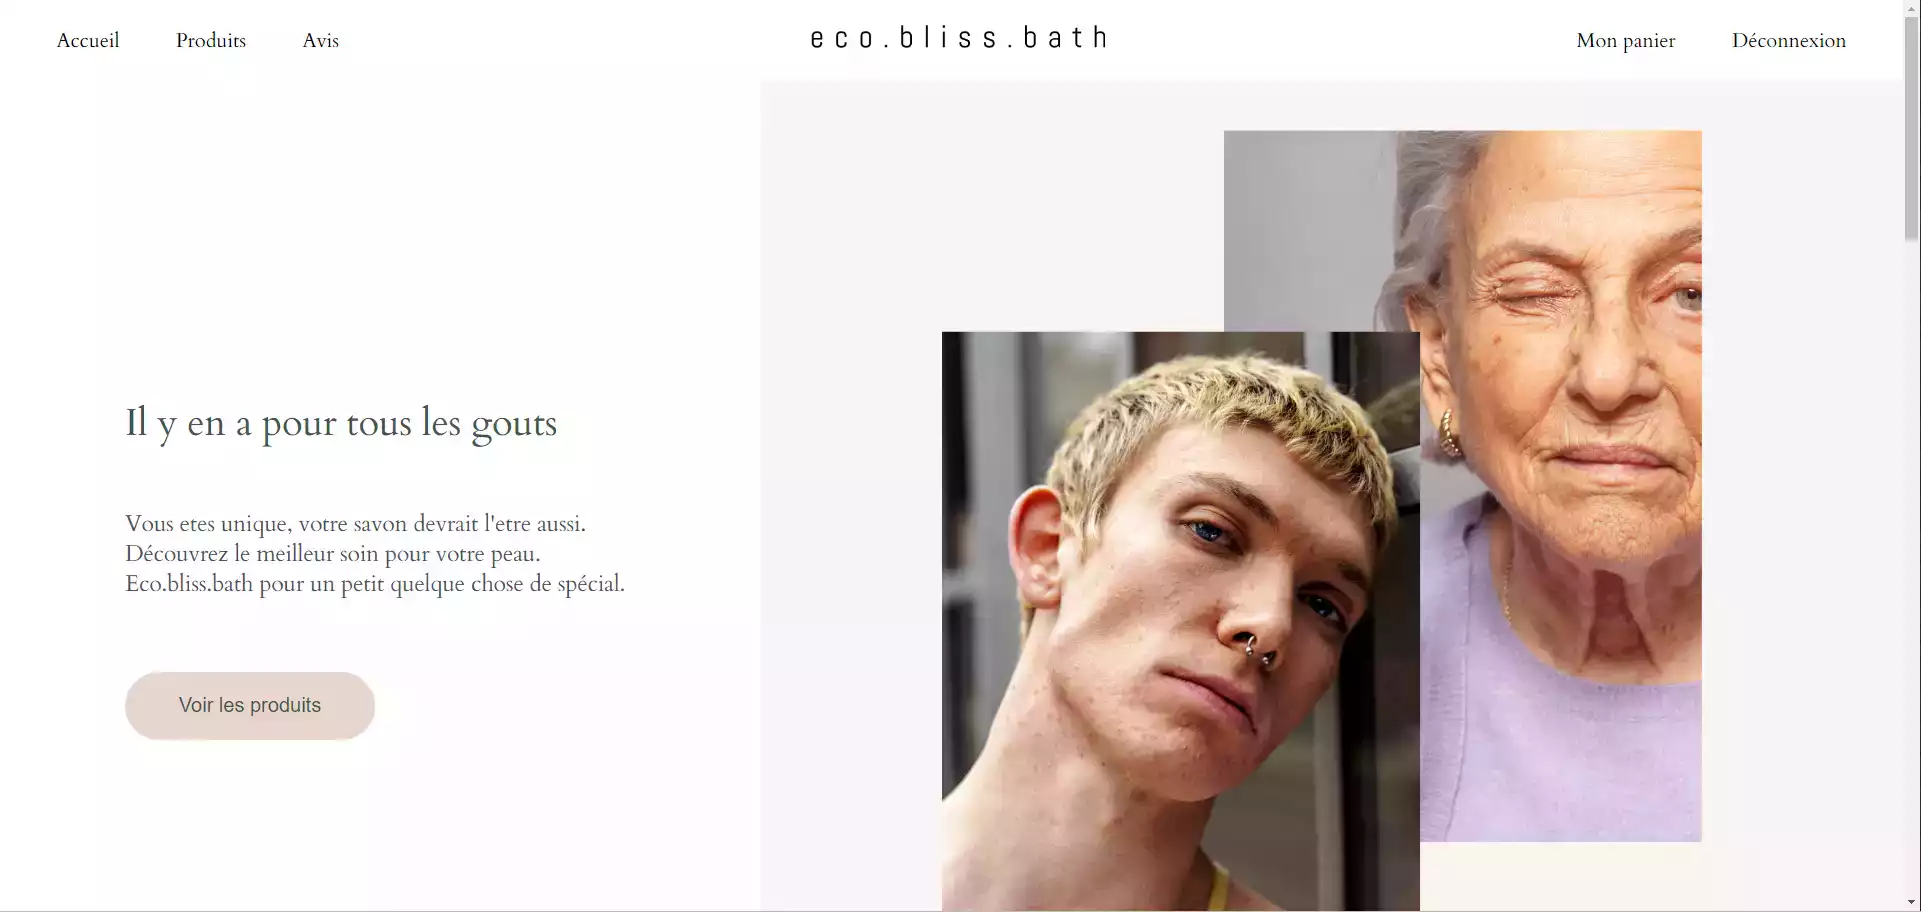 Accueil Produits Avis eco.bliss.bath Mon panier Déconnexion
Il y en a pour tous les gouts
Vous etes unique, votre savon devrait l'etre aussi.
Découvrez le meilleur soin pour votre peau.
Eco.bliss.bath pour un petit quelque chose de spécial.
Voir les produits